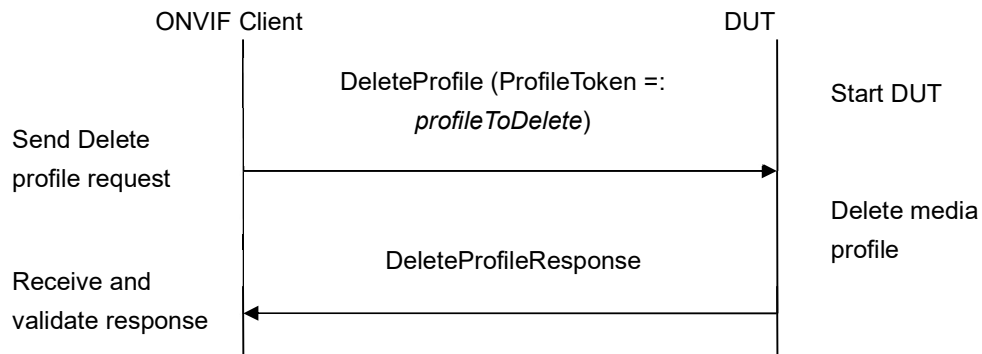 ONVIF Client
DUT
DeleteProfile (ProfileToken =:
profileToDelete)
Start DUT
Send Delete
profile request
Delete media
profile
DeleteProfileResponse
Receive and
validate response